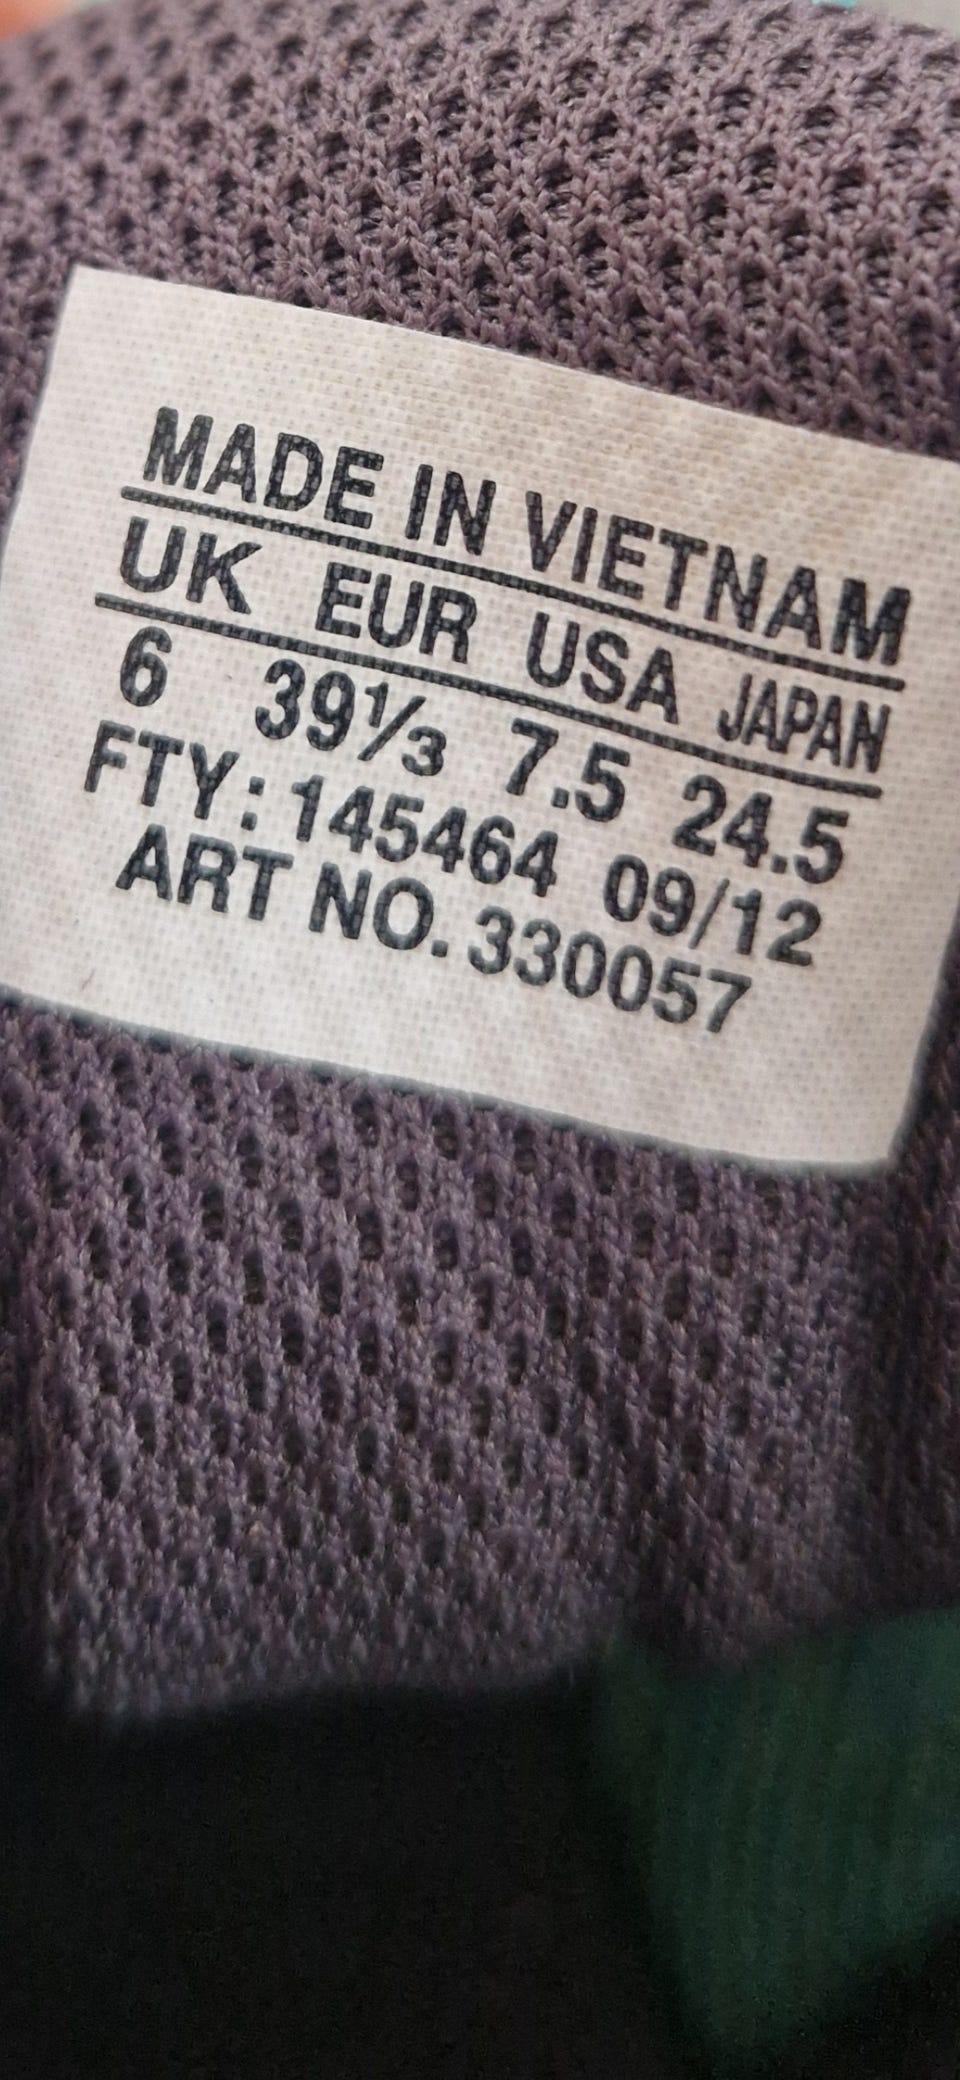 MADE IN VIETNAM
UK EUR USA JAPAN
6 39⅓ 7.5 24.5
FTY: 145464 09/12
ART NO. 330057